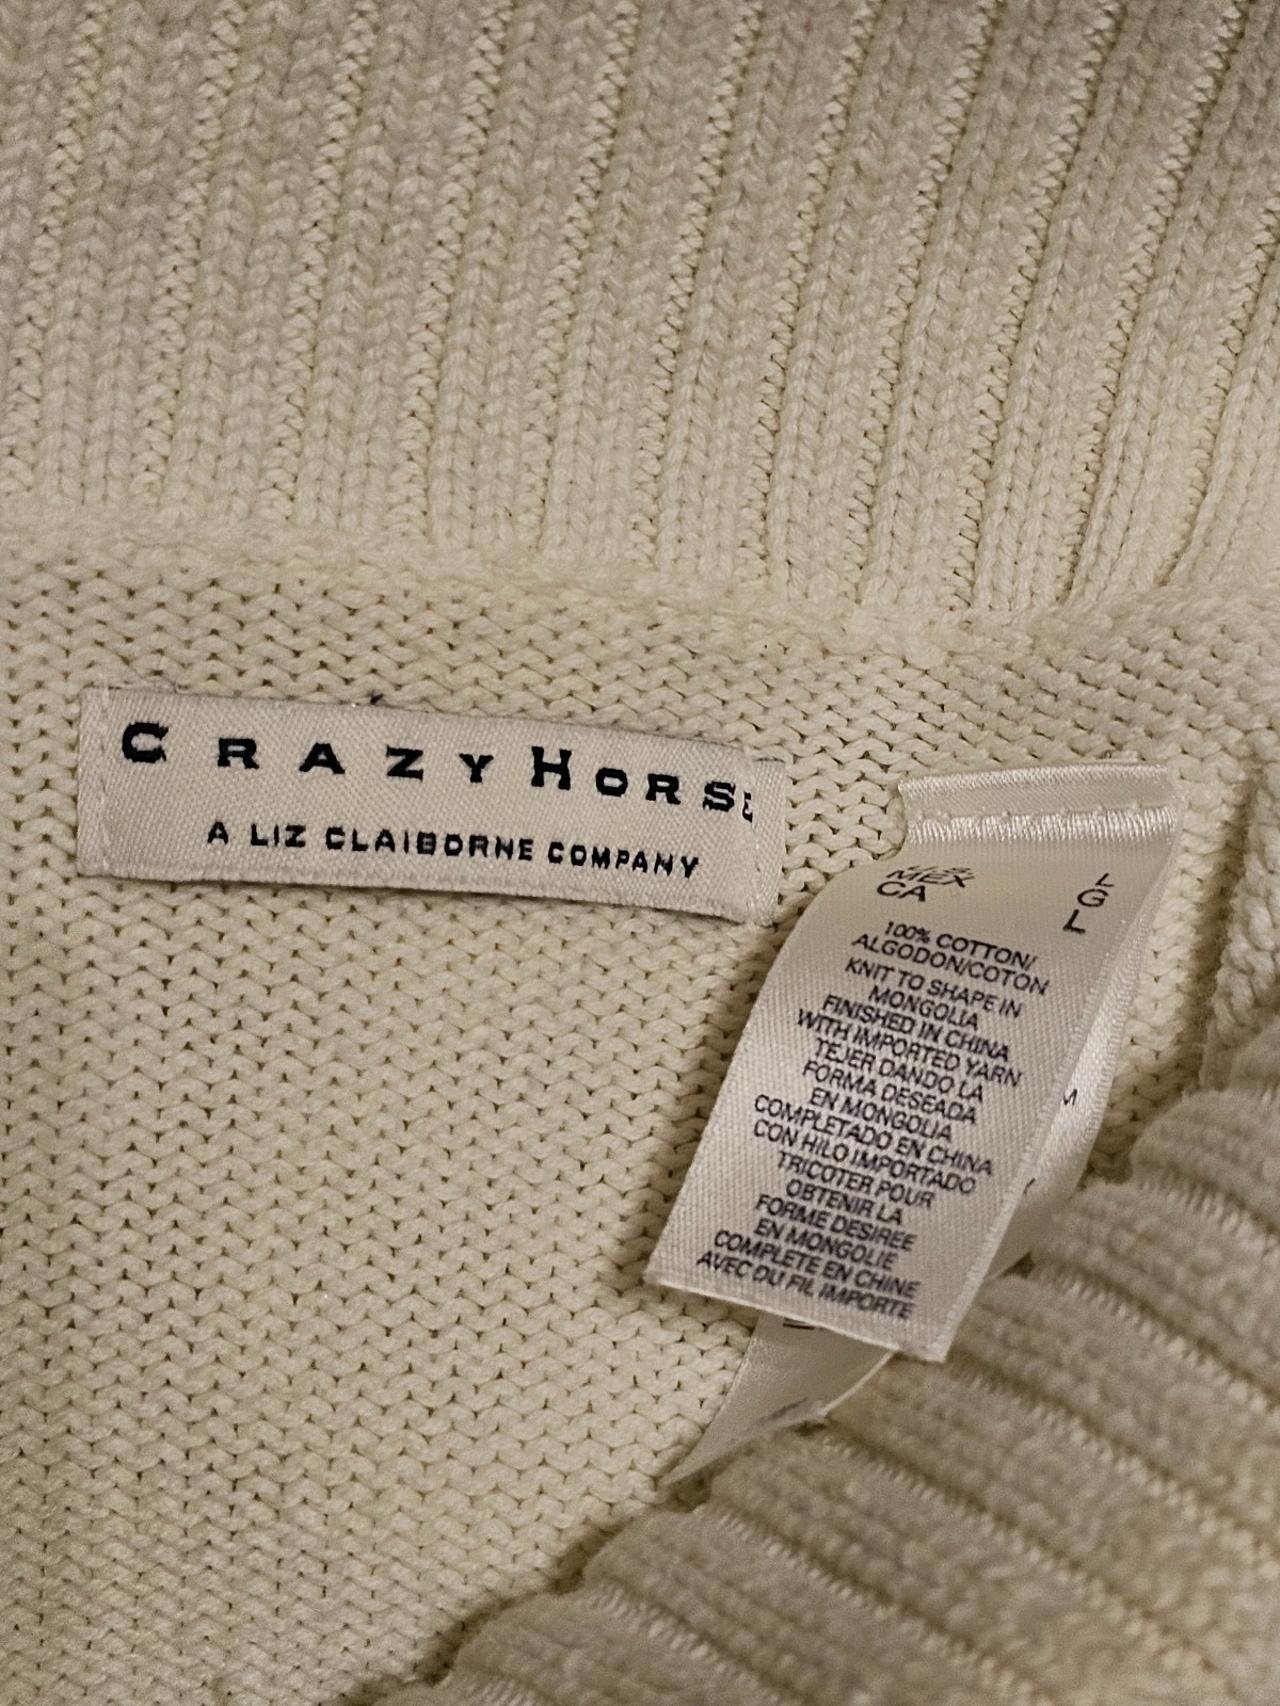 CRAZY HORSE
A LIZ CLAIBORNE COMPANY
MEX L
CA G
L
100% COTTON/
ALGODON/COTON
KNIT TO SHAPE IN
MONGOLIA
FINISHED IN CHINA
WITH IMPORTED YARN
TEJER DANDO LA
FORMA DESEADA
EN MONGOLIA
COMPLETADO EN CHINA
CON HILO IMPORTADO
TRICOTER POUR
OBTENIR LA
FORME DESIREE
EN MONGOLIE
COMPLETE EN CHINE
AVEC DU FIL IMPORTE
M